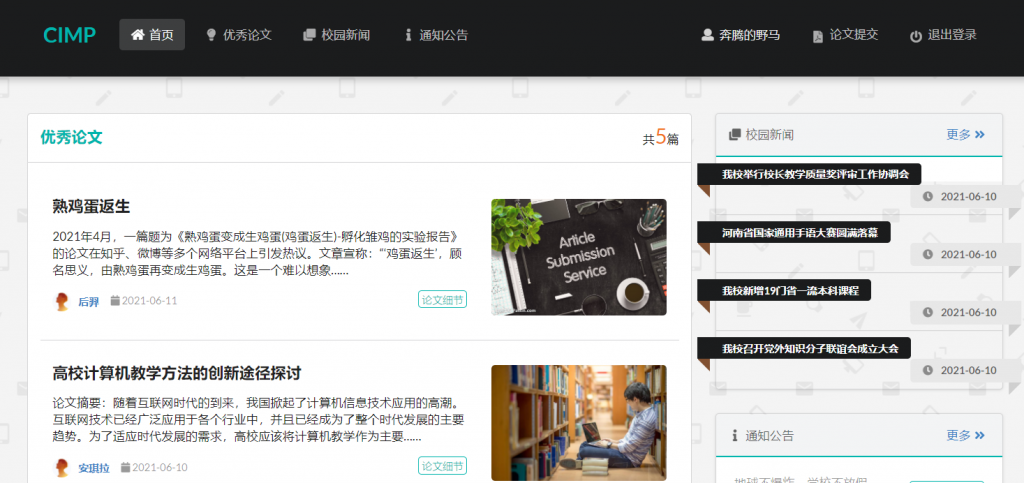 CIMP 首页 优秀论文 校园新闻 通知公告 奔腾的野马 论文提交 退出登录
优秀论文 共5篇
熟鸡蛋返生
2021年4月，一篇题为《熟鸡蛋变成生鸡蛋(鸡蛋返生)-孵化雏鸡的实验报告》
的论文在知乎、微博等多个网络平台上引发热议。文章宣称：“‘鸡蛋返生’，顾
名思义，由熟鸡蛋再变成生鸡蛋。这是一个难以想象......
后羿 2021-06-11 论文细节
Article
Submission
Service
高校计算机教学方法的创新途径探讨
论文摘要：随着互联网时代的到来，我国掀起了计算机信息技术应用的高潮。
互联网技术已经广泛应用于各个行业中，并且已经成为了整个时代发展的主要
趋势。为了适应时代发展的需求，高校应该将计算机教学作为主要......
安琪拉 2021-06-10 论文细节
校园新闻 更多
我校举行校长教学质量奖评审工作协调会
2021-06-10
河南省国家通用手语大赛圆满落幕
2021-06-10
我校新增19门省一流本科课程
2021-06-10
我校召开党外知识分子联谊会成立大会
2021-06-10
通知公告 更多
地球不爆炸，学校不放假